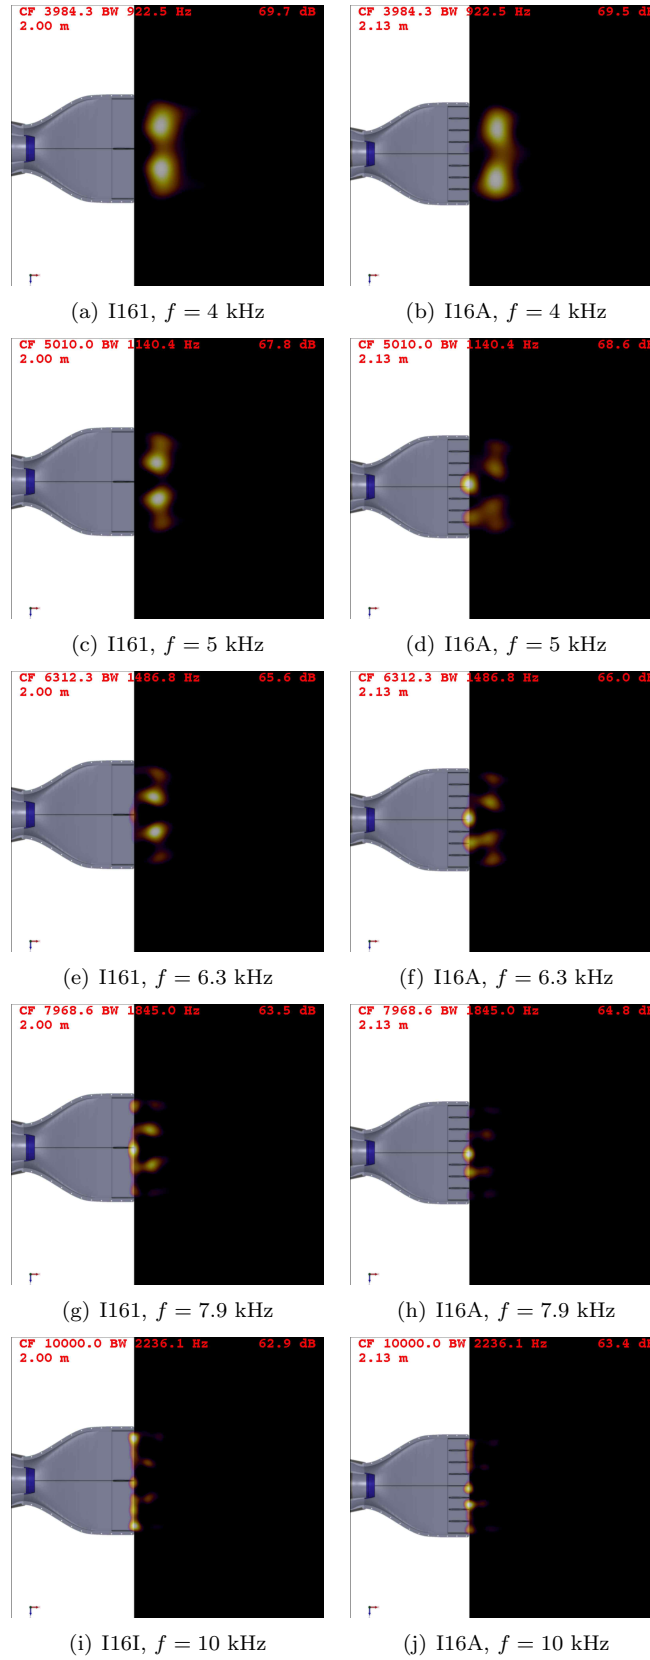 CF 3984.3 BW 922.5 Hz 69.7 dB
2.00 m
CF 3984.3 BW 922.5 Hz 69.5 dB
2.13 m
(a) I161, f = 4 kHz
(b) I16A, f = 4 kHz
CF 5010.0 BW 1140.4 Hz 67.8 dB
2.00 m
CF 5010.0 BW 1140.4 Hz 68.6 dB
2.13 m
(c) I161, f = 5 kHz
(d) I16A, f = 5 kHz
CF 6312.3 BW 1486.8 Hz 65.6 dB
2.00 m
CF 6312.3 BW 1486.8 Hz 66.0 dB
2.13 m
(e) I161, f = 6.3 kHz
(f) I16A, f = 6.3 kHz
CF 7968.6 BW 1845.0 Hz 63.5 dB
2.00 m
CF 7968.6 BW 1845.0 Hz 64.8 dB
2.13 m
(g) I161, f = 7.9 kHz
(h) I16A, f = 7.9 kHz
CF 10000.0 BW 2236.1 Hz 62.9 dB
2.00 m
CF 10000.0 BW 2236.1 Hz 63.4 dB
2.13 m
(i) I16I, f = 10 kHz
(j) I16A, f = 10 kHz